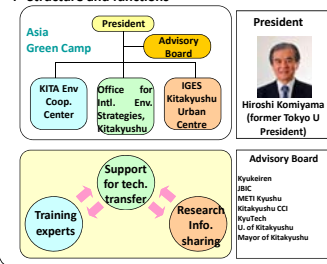 Structure and functions
Asia
Green Camp
President
Advisory
Board
KITA Env
Coop.
Center
Office for
Intl. Env.
Strategies,
Kitakyushu
IGES
Kitakyushu
Urban
Centre
President
Hiroshi Komiyama
(former Tokyo U
President)
Support
for tech.
transfer
Training
experts
Research
Info.
sharing
Advisory Board
Kyukeiren
JBIC
METI Kyushu
Kitakyushu CCI
KyuTech
U. of Kitakyushu
Mayor of Kitakyushu